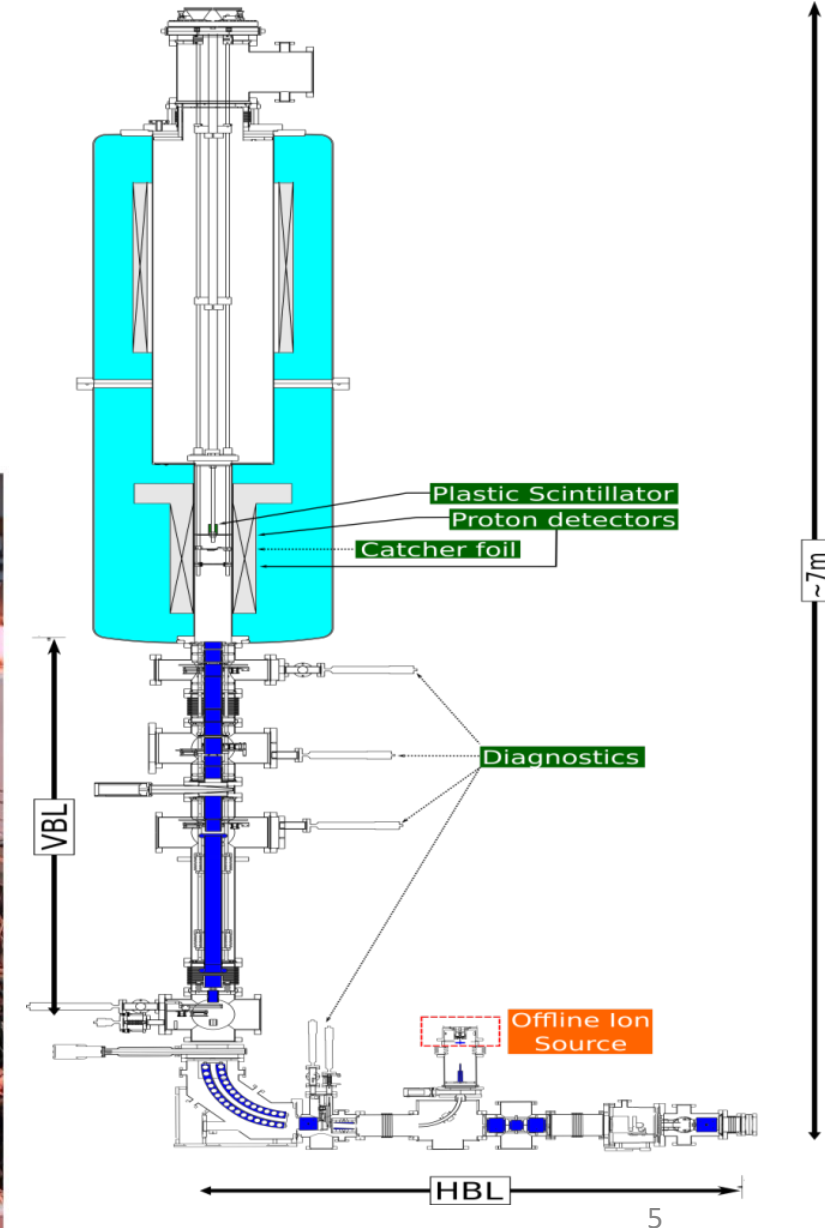 Plastic Scintillator
Proton detectors
Catcher foil
~7m
Diagnostics
VBL
Offline Ion
Source
HBL
5